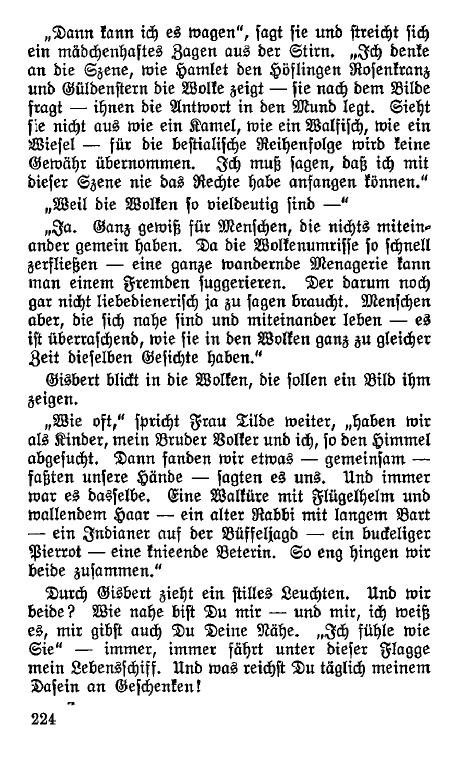 „Dann kann ich es wagen“, sagt sie und streicht sich
ein mädchenhaftes Zagen aus der Stirn. „Ich denke
an die Szene, wie Hamlet den Höflingen Rosenkranz
und Güldenstern die Wolke zeigt — sie nach dem Bilde
fragt — ihnen die Antwort in den Mund legt. Sieht
sie nicht aus wie ein Kamel, wie ein Walfisch, wie ein
Wiesel — für die bestialische Reihenfolge wird keine
Gewähr übernommen. Ich muß sagen, daß ich mit
dieser Szene nie das Rechte habe anfangen können.“
„Weil die Wolken so vieldeutig sind —“
„Ja. Ganz gewiß für Menschen, die nichts mitein-
ander gemein haben. Da die Wolkenumrisse so schnell
zerfließen — eine ganze wandernde Menagerie kann
man einem Fremden suggerieren. Der darum noch
gar nicht liebedienerisch ja zu sagen braucht. Menschen
aber, die sich nahe sind und miteinander leben — es
ist überraschend, wie sie in den Wolken ganz zu gleicher
Zeit dieselben Gesichte haben.“
Gisbert blickt in die Wolken, die sollen ein Bild ihm
zeigen.
„Wie oft,“ spricht Frau Tilde weiter, „haben wir
als Kinder, mein Bruder Volker und ich, so den Himmel
abgesucht. Dann fanden wir etwas — gemeinsam —
faßten unsere Hände — sagten es uns. Und immer
war es dasselbe. Eine Walküre mit Flügelhelm und
wallendem Haar — ein alter Rabbi mit langem Bart
— ein Indianer auf der Büffeljagd — ein buckeliger
Pierrot — eine knieende Beterin. So eng hingen wir
beide zusammen.“
Durch Gisbert zieht ein stilles Leuchten. Und wir
beide? Wie nahe bist Du mir — und mir, ich weiß
es, mir gibst auch Du Deine Nähe. „Ich fühle wie
Sie“ — immer, immer fährt unter dieser Flagge
mein Lebensschiff. Und was reichst Du täglich meinem
Dasein an Geschenken!
224